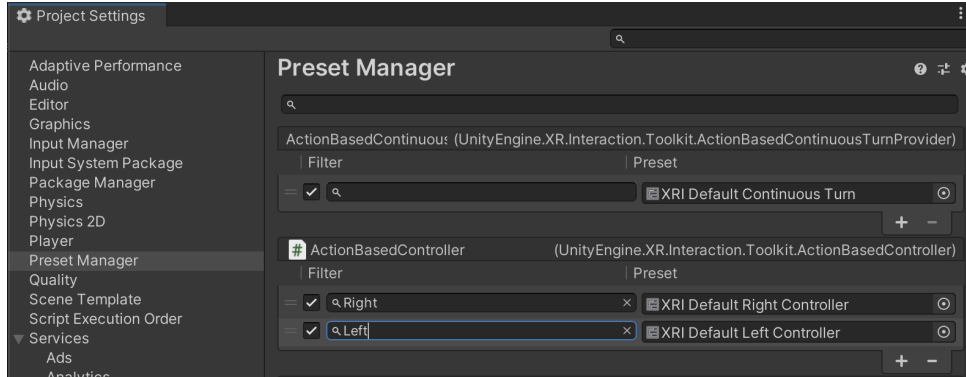 Project Settings
Adaptive Performance
Audio
Editor
Graphics
Input Manager
Input System Package
Package Manager
Physics
Physics 2D
Player
Preset Manager
Quality
Scene Template
Script Execution Order
Services
Ads
Analytics
Preset Manager
ActionBasedContinuous (UnityEngine.XR.Interaction.Toolkit.ActionBasedContinuousTurnProvider)
Filter Preset
XRI Default Continuous Turn
ActionBasedController (UnityEngine.XR.Interaction.Toolkit.ActionBasedController)
Filter Preset
Right XRI Default Right Controller
Left XRI Default Left Controller